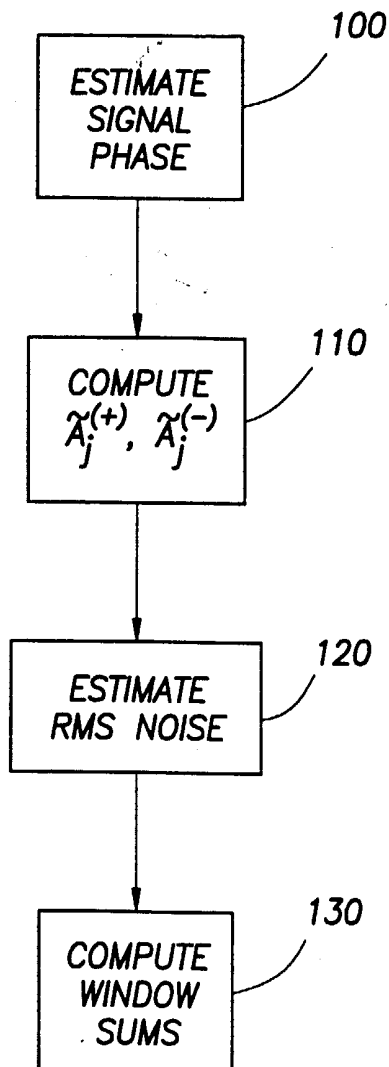 100
ESTIMATE
SIGNAL
PHASE
110
COMPUTE
Ã_j^(+), Ã_j^(-)
120
ESTIMATE
RMS NOISE
130
COMPUTE
WINDOW
SUMS